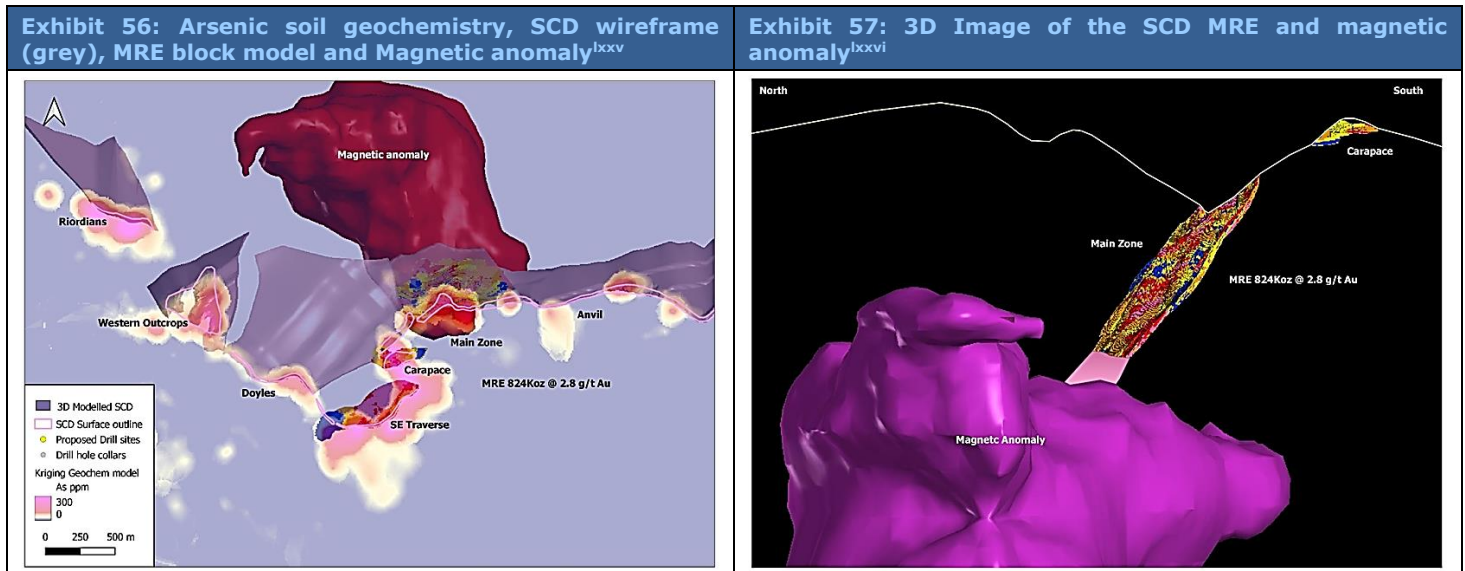 Exhibit 56: Arsenic soil geochemistry, SCD wireframe
(grey), MRE block model and Magnetic anomalylxxv
Magnetic anomaly
Riordians
Western Outcrops
Anvil
Main Zone
Carapace
MRE 824Koz @ 2.8 g/t Au
Doyles
SE Traverse
3D Modelled SCD
SCD Surface outline
Proposed Drill sites
Drill hole collars
Kriging Geochem model
As ppm
300
0
0 250 500 m
Exhibit 57: 3D Image of the SCD MRE and magnetic
anomalylxxvi
North
South
Carapace
Main Zone
MRE 824Koz @ 2.8 g/t Au
Magnetc Anomaly